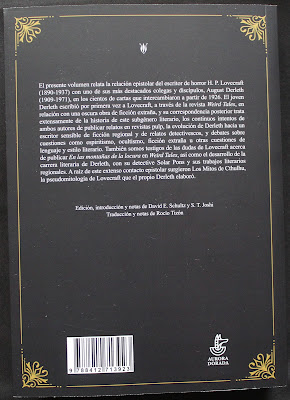 El presente volumen relata la relación epistolar del escritor de horror H. P. Lovecraft
(1890-1937) con uno de sus más destacados colegas y discípulos, August Derleth
(1909-1971), en los cientos de cartas que intercambiaron a partir de 1926. El joven
Derleth escribió por primera vez a Lovecraft, a través de la revista Weird Tales, en
relación con una oscura obra de ficción extraña, y su correspondencia posterior trata
extensamente de la historia de este subgénero literario, los continuos intentos de
ambos autores de publicar relatos en revistas pulp, la evolución de Derleth hacia un
escritor sensible de ficción regional y de relatos detectivescos, y debates sobre
cuestiones como espiritismo, ocultismo, ficción extraña u otras cuestiones de
lenguaje y estilo literario. También somos testigos de las dudas de Lovecraft acerca
de publicar En las montañas de la locura en Weird Tales, así como el desarrollo de la
carrera literaria de Derleth, con su detective Solar Pons y sus trabajos literarios
regionales. A raíz de este extenso contacto epistolar surgieron Los Mitos de Cthulhu,
la pseudomitología de Lovecraft que el propio Derleth elaboró.
Edición, introducción y notas de David E. Schultz y S. T. Joshi
Traducción y notas de Rocío Tizón
9 788412 713923
AURORA
DORADA